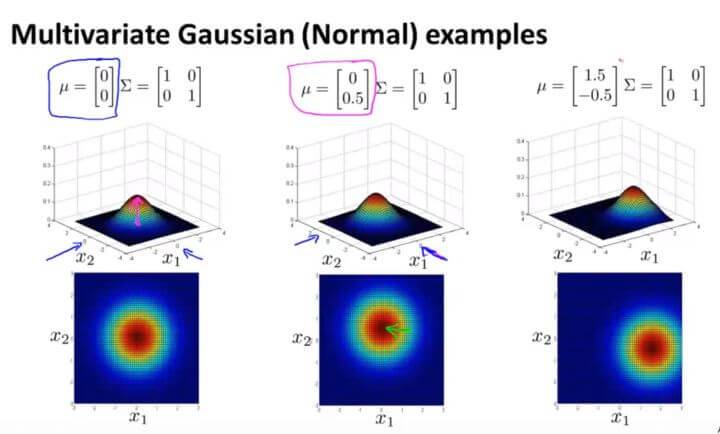 Multivariate Gaussian (Normal) examples
μ = [0 0] Σ = [1 0 0 1]
μ = [0 0.5] Σ = [1 0 0 1]
μ = [1.5 -0.5] Σ = [1 0 0 1]
x₂ x₁
x₂ x₁
x₂ x₁
x₂
x₂
x₂
x₁
x₁
x₁